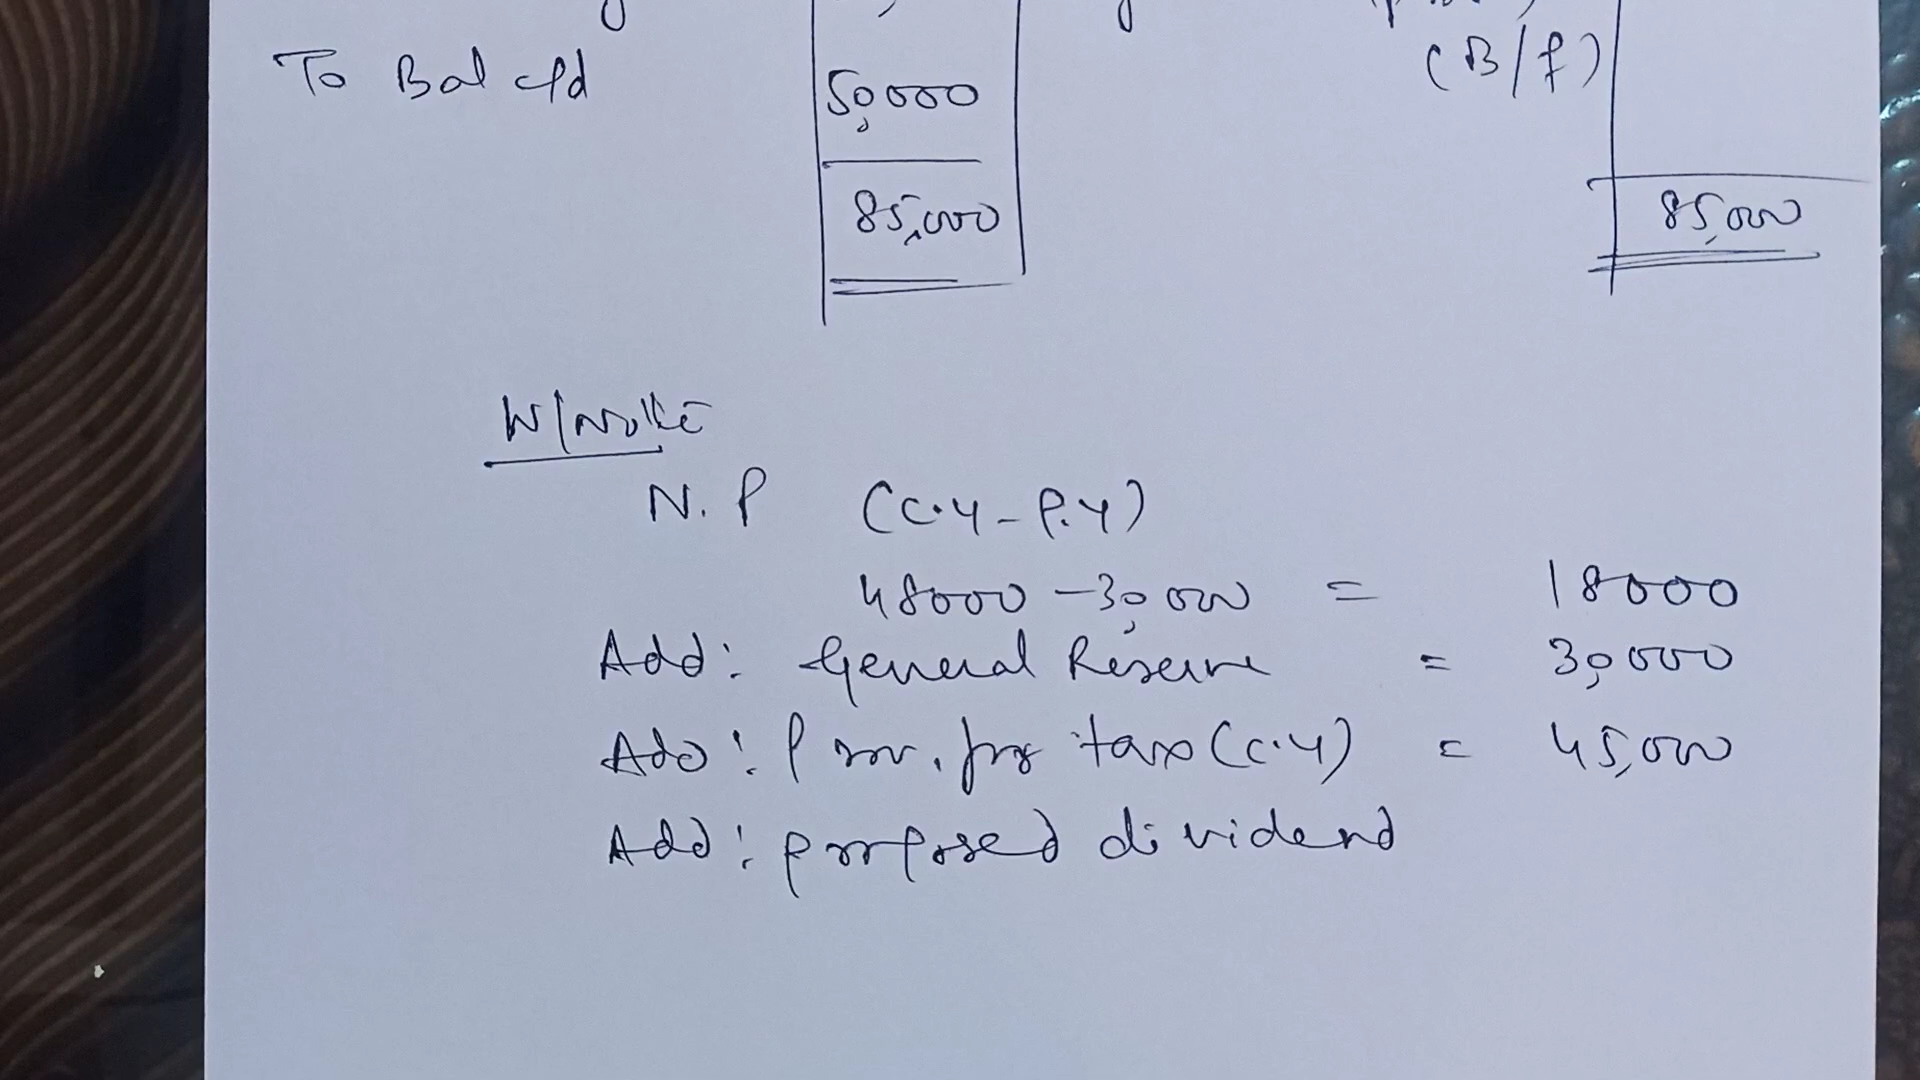 To Bal c/d 50,000 (B/f)
85,000 85,000
W/Note
N.P (C.Y - P.Y)
48000 - 30,000 = 18000
Add: General Reserve = 30,000
Add: Prov. for tax (C.Y) = 45,000
Add: proposed dividend